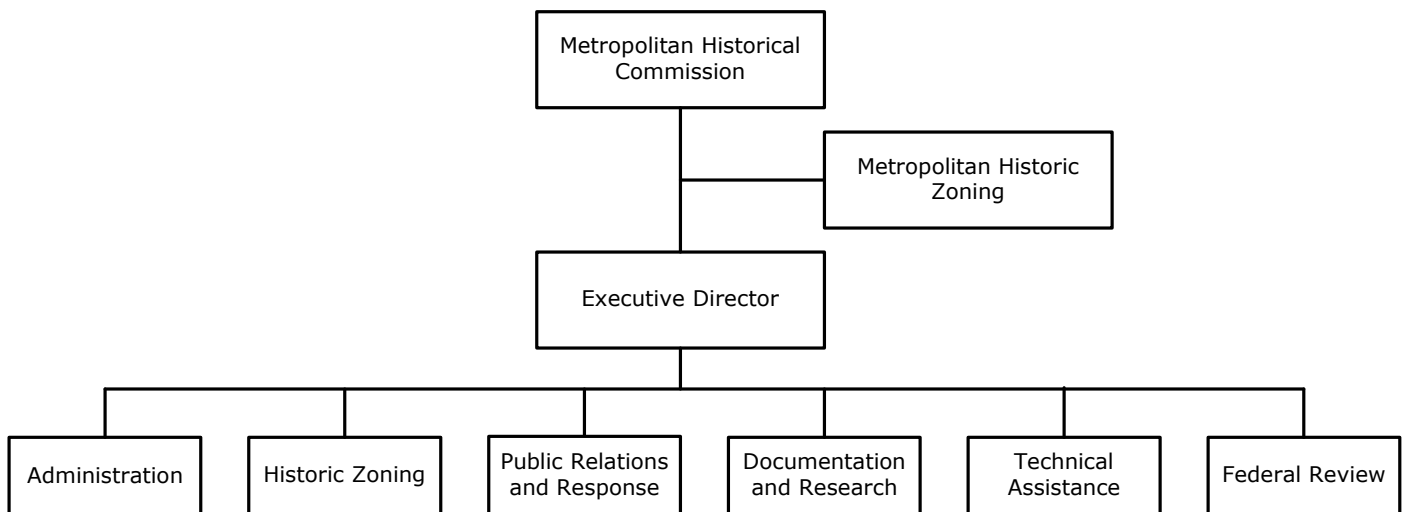 Metropolitan Historical
Commission
Metropolitan Historic
Zoning
Executive Director
Administration
Historic Zoning
Public Relations
and Response
Documentation
and Research
Technical
Assistance
Federal Review